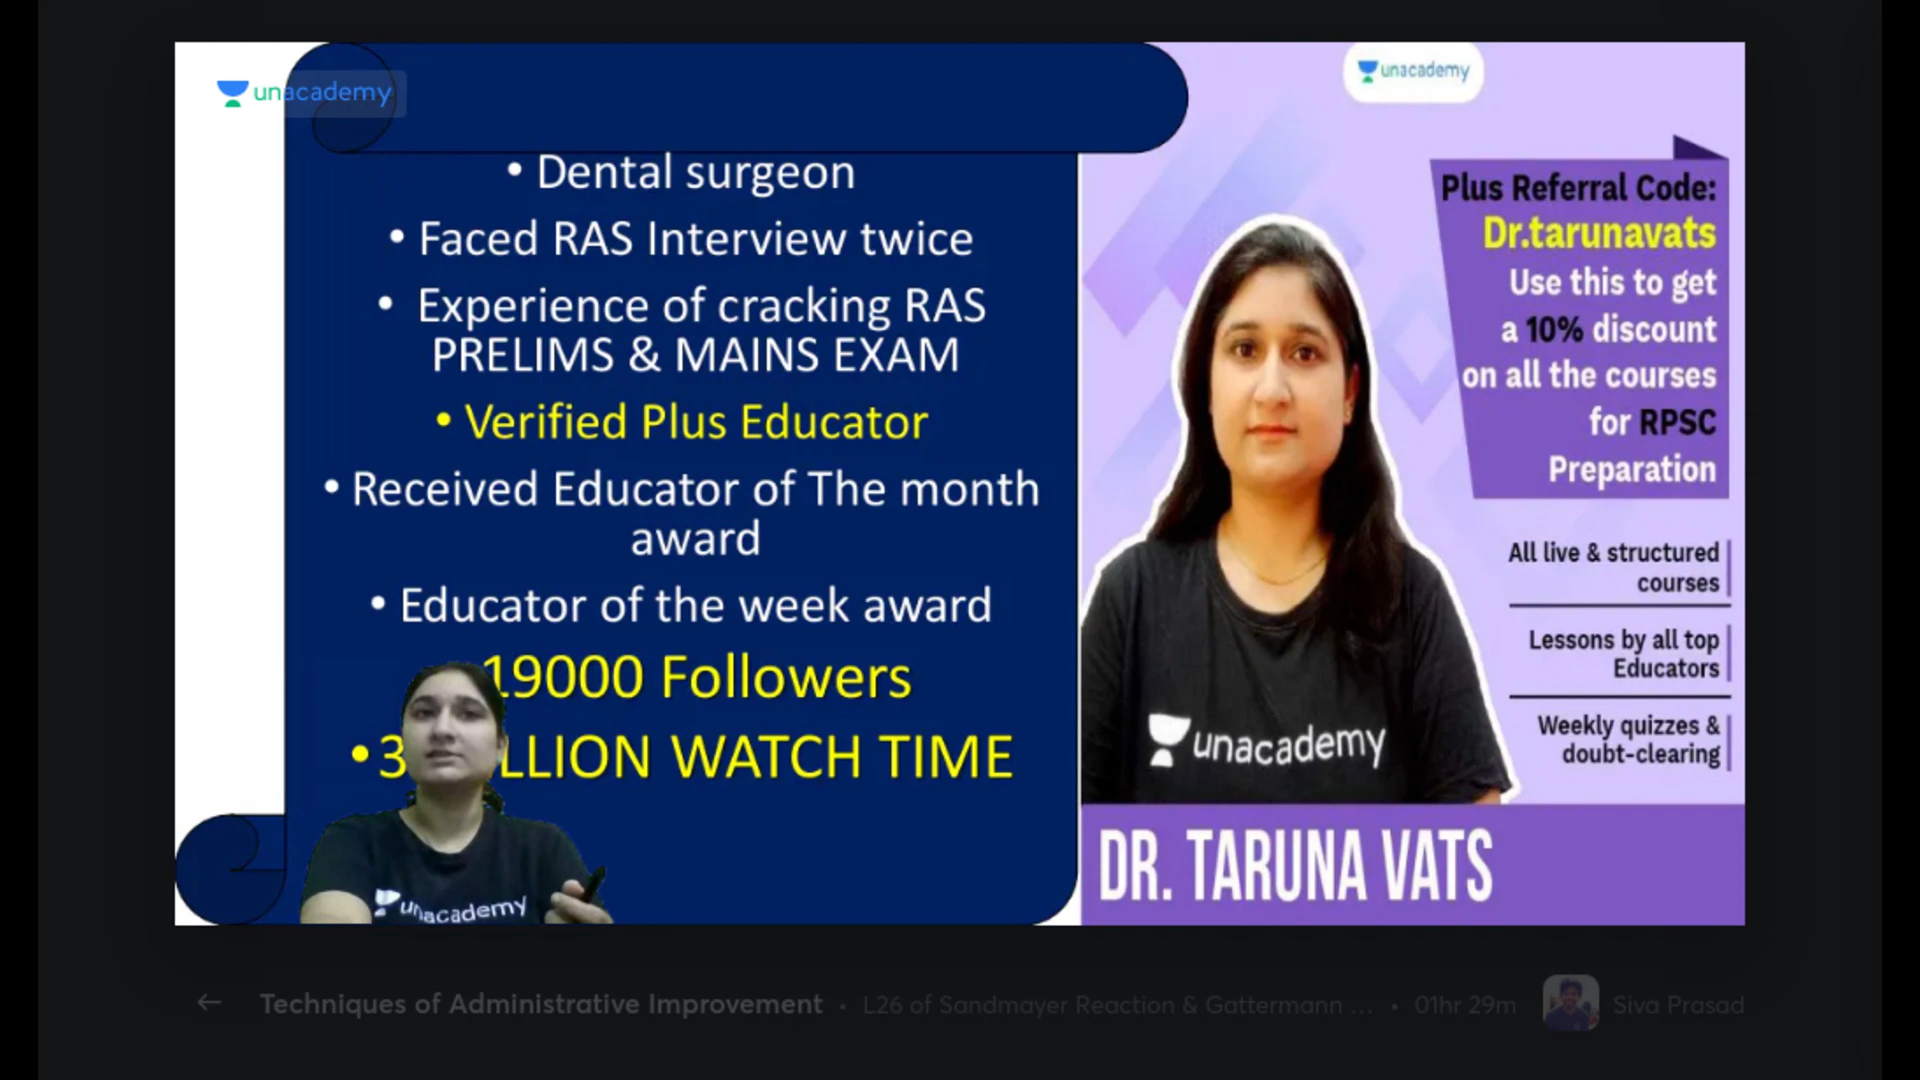 unacademy
• Dental surgeon
• Faced RAS Interview twice
• Experience of cracking RAS
PRELIMS & MAINS EXAM
• Verified Plus Educator
• Received Educator of The month
award
• Educator of the week award
19000 Followers
• 3 LLION WATCH TIME
unacademy
unacademy
Plus Referral Code:
Dr.tarunavats
Use this to get
a 10% discount
on all the courses
for RPSC
Preparation
All live & structured
courses
Lessons by all top
Educators
Weekly quizzes &
doubt-clearing
unacademy
DR. TARUNA VATS
← Techniques of Administrative Improvement • L26 of Sandmayer Reaction & Gattermann ... • 01hr 29m Siva Prasad